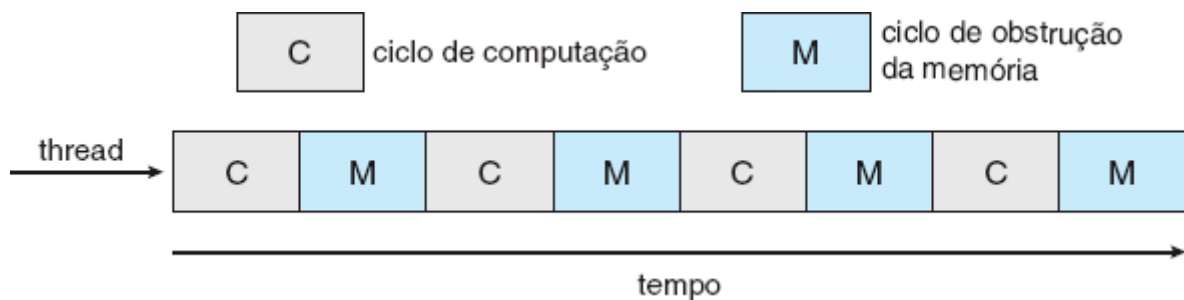 C ciclo de computação
M ciclo de obstrução
da memória
thread
C M C M C M C M
tempo